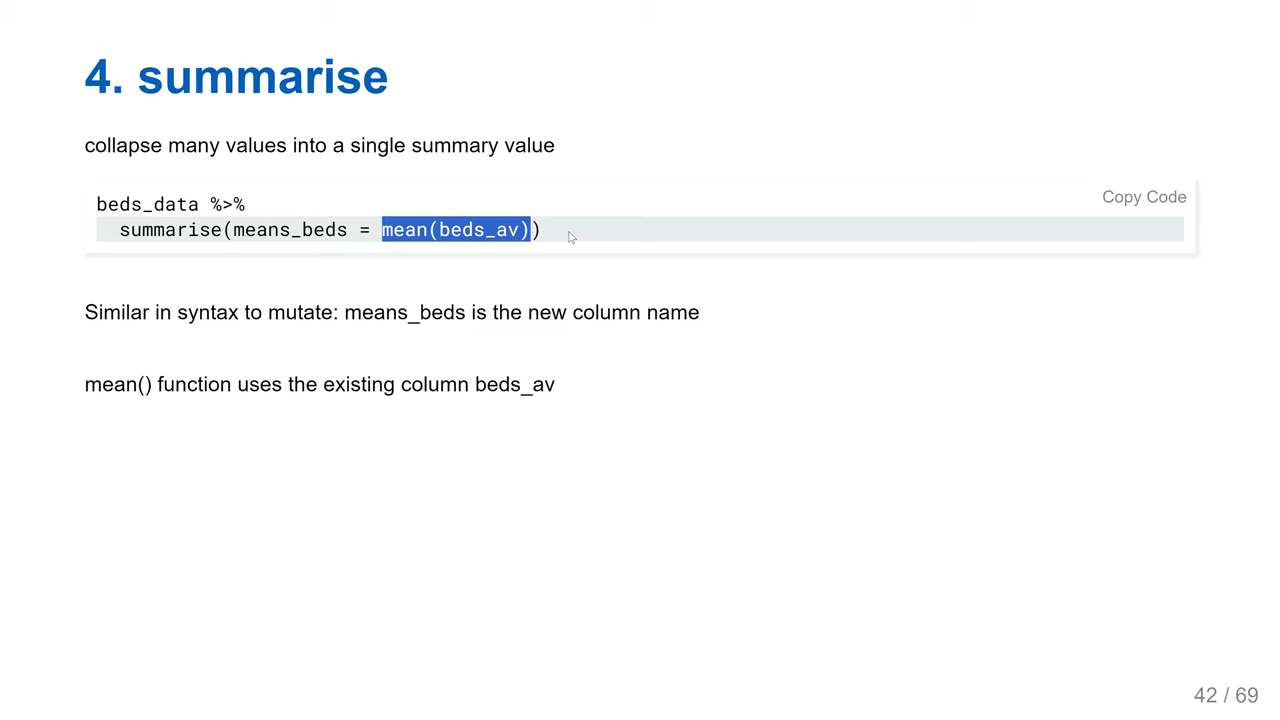 4. summarise
collapse many values into a single summary value
Copy Code
beds_data %>%
  summarise(means_beds = mean(beds_av))
Similar in syntax to mutate: means_beds is the new column name
mean() function uses the existing column beds_av
42 / 69